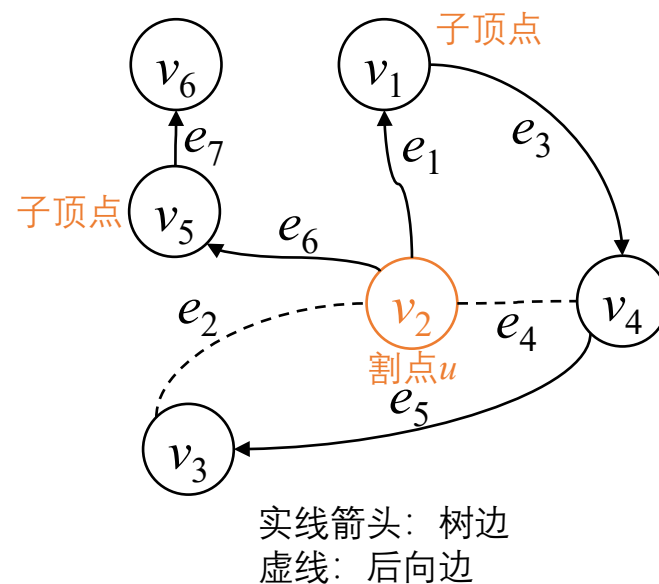 子顶点
v6
v1
e3
e7
e1
子顶点
v5
e6
e2
v2
e4
v4
割点u
e5
v3
实线箭头：树边
虚线：后向边